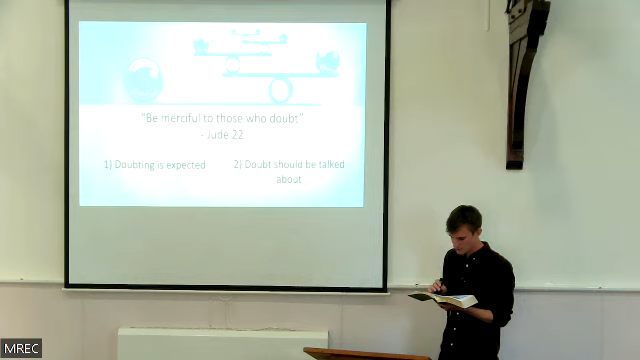 "Be merciful to those who doubt"
- Jude 22
1) Doubting is expected
2) Doubt should be talked
about
MREC